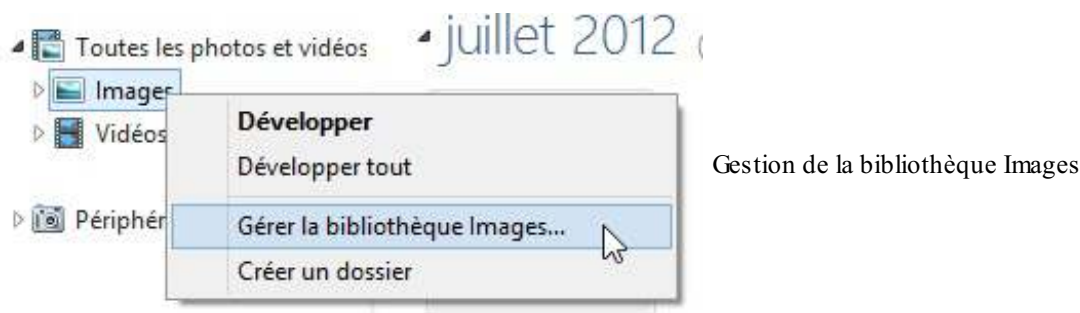 Toutes les photos et vidéos
juillet 2012
Images
Vidéos
Périphér
Développer
Développer tout
Gérer la bibliothèque Images...
Créer un dossier
Gestion de la bibliothèque Images